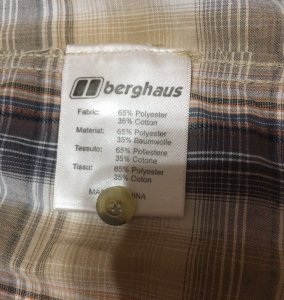 berghaus
Fabric: 65% Polyester
35% Cotton
Material: 65% Polyester
35% Baumwolle
Tessuto: 65% Poliestere
35% Cotone
Tissu: 65% Polyester
35% Coton